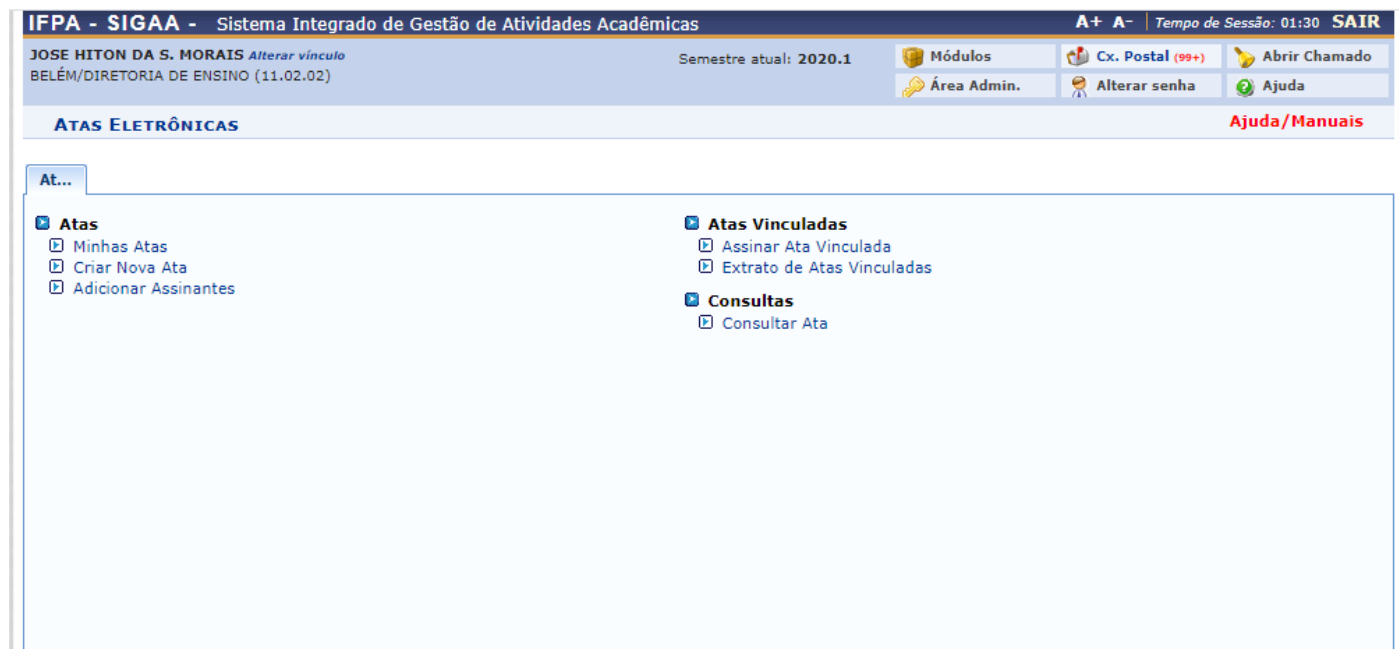 IFPA - SIGAA - Sistema Integrado de Gestão de Atividades Acadêmicas A+ A- Tempo de Sessão: 01:30 SAIR
JOSE HITON DA S. MORAIS Alterar vínculo
BELÉM/DIRETORIA DE ENSINO (11.02.02)
Semestre atual: 2020.1
Módulos Cx. Postal (99+) Abrir Chamado
Área Admin. Alterar senha Ajuda
ATAS ELETRÔNICAS Ajuda/Manuais
At...
Atas
Minhas Atas
Criar Nova Ata
Adicionar Assinantes
Atas Vinculadas
Assinar Ata Vinculada
Extrato de Atas Vinculadas
Consultas
Consultar Ata